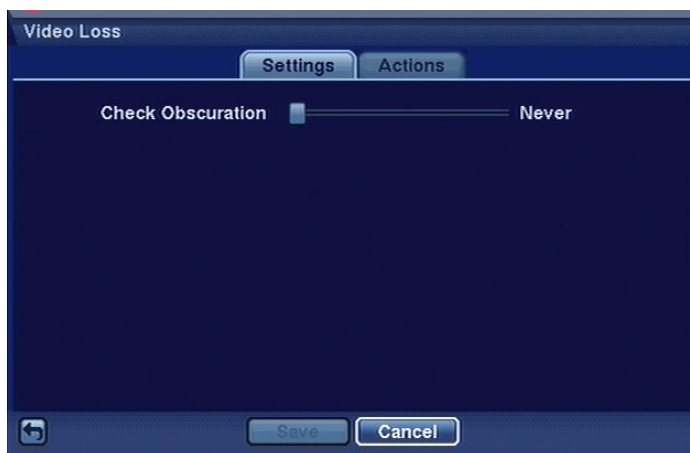 Video Loss
Settings Actions
Check Obscuration Never
Save Cancel